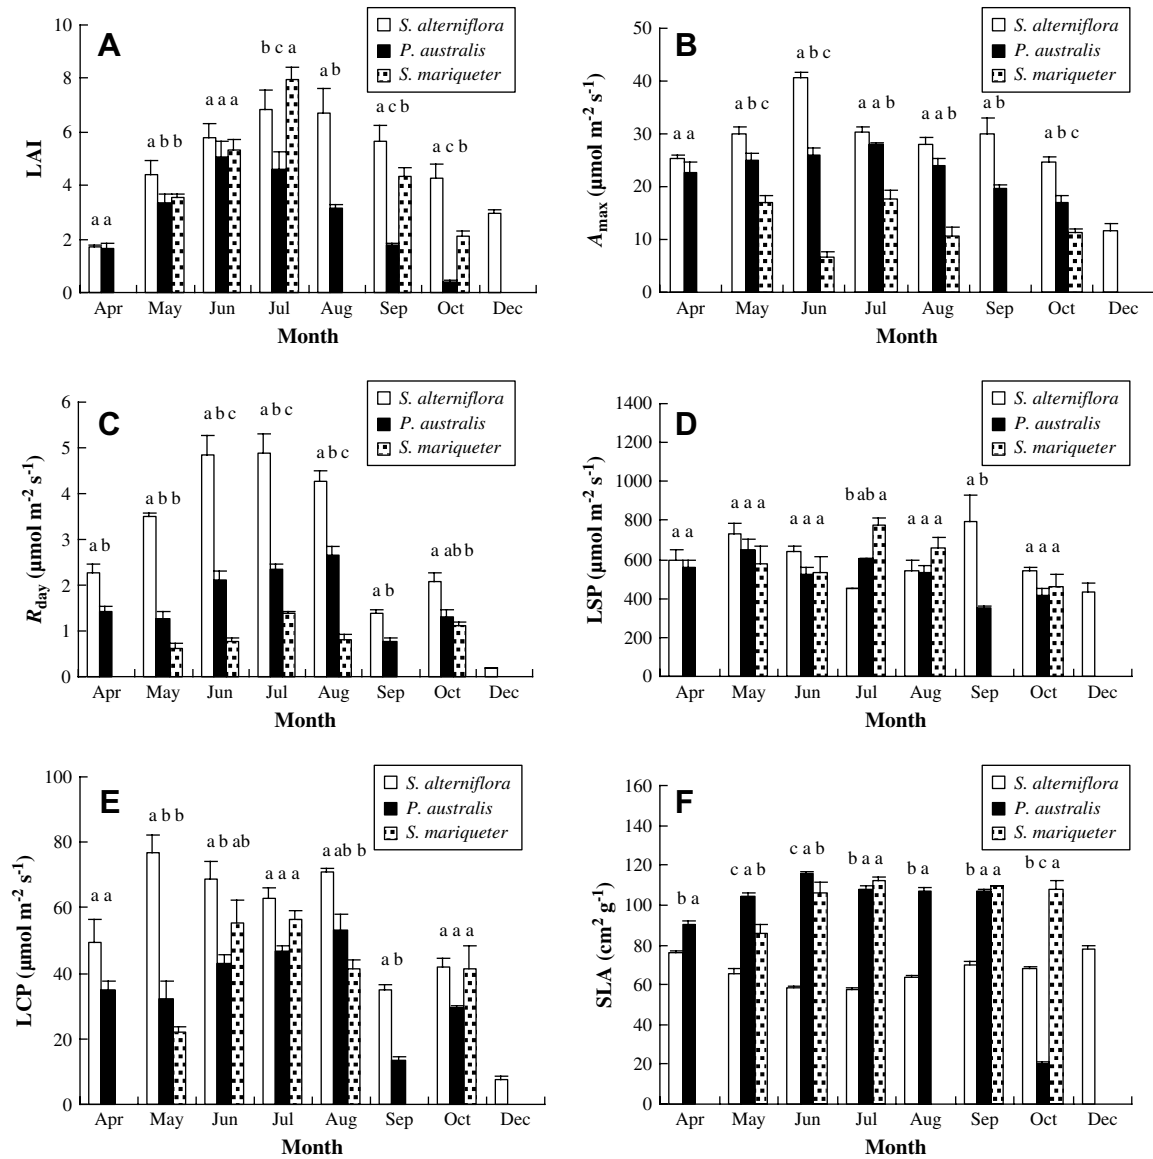 A
LAI
10
8
6
4
2
0
S. alterniflora
P. australis
S. mariqueter
a a
a b b
a a a
b c a
a b
a c b
a c b
Apr May Jun Jul Aug Sep Oct Dec
Month
B
Amax (µmol m-2 s-1)
50
40
30
20
10
0
S. alterniflora
P. australis
S. mariqueter
a a
a b c
a b c
a a b
a a b
a b
a b c
Apr May Jun Jul Aug Sep Oct Dec
Month
C
Rday (µmol m-2 s-1)
6
5
4
3
2
1
0
S. alterniflora
P. australis
S. mariqueter
a b
a b b
a b c
a b c
a b c
a b
a ab b
Apr May Jun Jul Aug Sep Oct Dec
Month
D
LSP (µmol m-2 s-1)
1400
1200
1000
800
600
400
200
0
S. alterniflora
P. australis
S. mariqueter
a a
a a a
a a a
b ab a
a a a
a b
a a a
Apr May Jun Jul Aug Sep Oct Dec
Month
E
LCP (µmol m-2 s-1)
100
80
60
40
20
0
S. alterniflora
P. australis
S. mariqueter
a a
a b b
a b ab
a a a
a ab b
a b
a a a
Apr May Jun Jul Aug Sep Oct Dec
Month
F
SLA (cm2 g-1)
160
140
120
100
80
60
40
20
0
S. alterniflora
P. australis
S. mariqueter
b a
c a b
c a b
b a a
b a
b a a
b c a
Apr May Jun Jul Aug Sep Oct Dec
Month